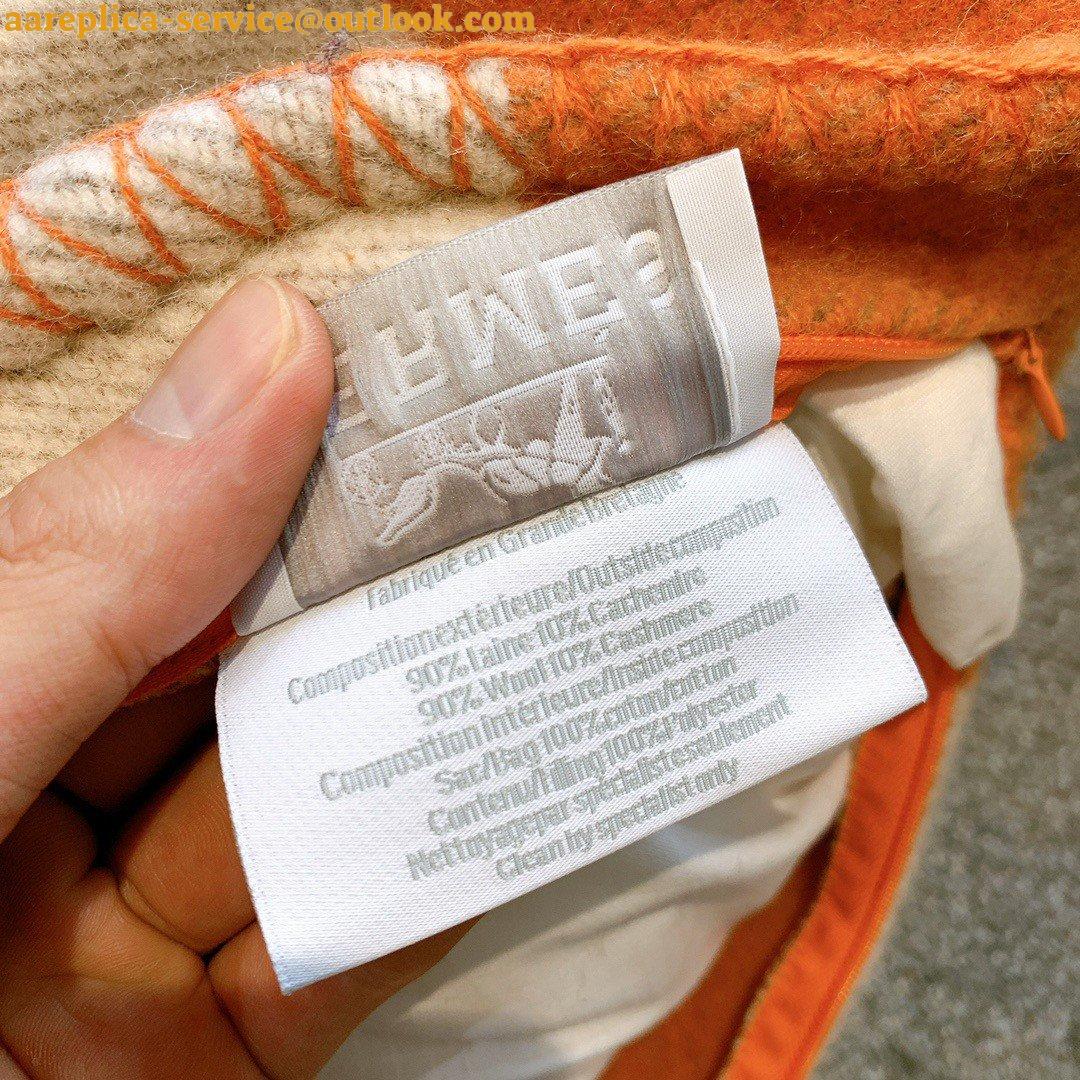 aareplica-service@outlook.com
Fabriqué en Grande Bretagne
Composition extérieure/Outside composition
90% laine 10% Cachemire
90% Wool 10% Cashmere
Composition intérieure/Inside composition
Sac/Bag 100% coton/cotton
Contenu/Filling 100% Polyester
Nettoyage par spécialiste seulement
Clean by specialist only